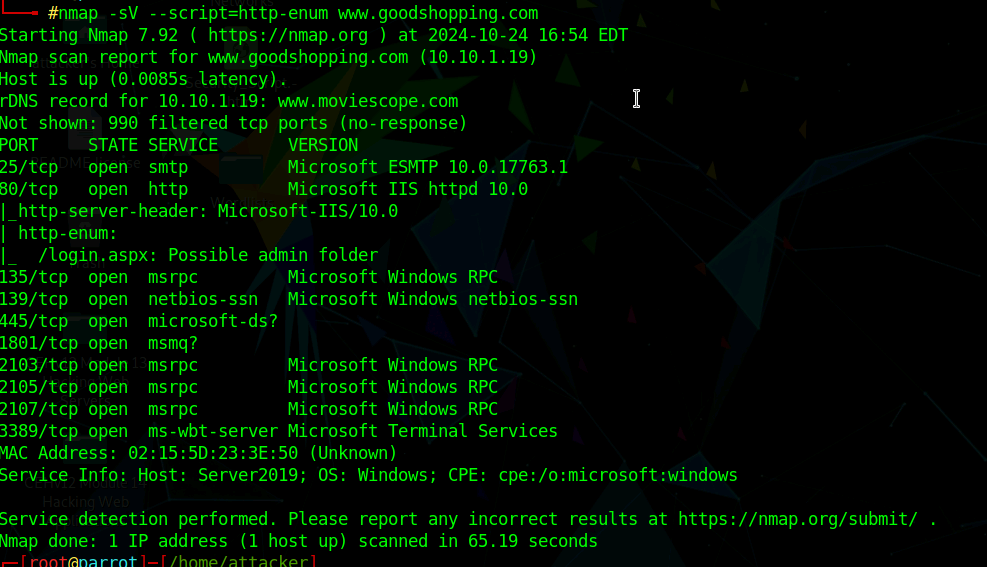 #nmap -sV --script=http-enum www.goodshopping.com
Starting Nmap 7.92 ( https://nmap.org ) at 2024-10-24 16:54 EDT
Nmap scan report for www.goodshopping.com (10.10.1.19)
Host is up (0.0085s latency).
rDNS record for 10.10.1.19: www.moviescope.com
Not shown: 990 filtered tcp ports (no-response)
PORT     STATE SERVICE       VERSION
25/tcp   open  smtp          Microsoft ESMTP 10.0.17763.1
80/tcp   open  http          Microsoft IIS httpd 10.0
|_http-server-header: Microsoft-IIS/10.0
| http-enum:
|_  /login.aspx: Possible admin folder
135/tcp  open  msrpc         Microsoft Windows RPC
139/tcp  open  netbios-ssn   Microsoft Windows netbios-ssn
445/tcp  open  microsoft-ds?
1801/tcp open  msmq?
2103/tcp open  msrpc         Microsoft Windows RPC
2105/tcp open  msrpc         Microsoft Windows RPC
2107/tcp open  msrpc         Microsoft Windows RPC
3389/tcp open  ms-wbt-server Microsoft Terminal Services
MAC Address: 02:15:5D:23:3E:50 (Unknown)
Service Info: Host: Server2019; OS: Windows; CPE: cpe:/o:microsoft:windows
Hacking Web
Service detection performed. Please report any incorrect results at https://nmap.org/submit/ .
Nmap done: 1 IP address (1 host up) scanned in 65.19 seconds
[root@parrot]-[/home/attacker]